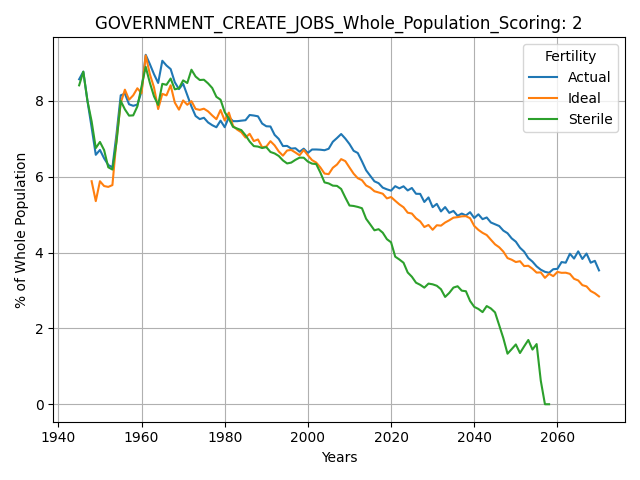 GOVERNMENT_CREATE_JOBS_Whole_Population_Scoring: 2
% of Whole Population
8
6
4
2
0
Fertility
Actual
Ideal
Sterile
1940 1960 1980 2000 2020 2040 2060
Years